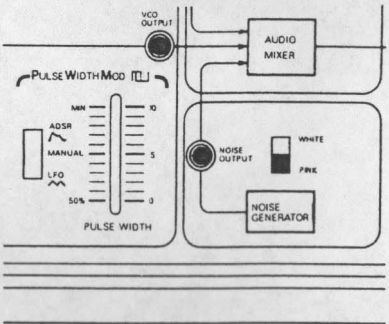 VCO
OUTPUT
AUDIO
MIXER
PULSE WIDTH MOD
MIN
10
ADSR
MANUAL
5
LFO
50%
0
PULSE WIDTH
NOISE
OUTPUT
WHITE
PINK
NOISE
GENERATOR